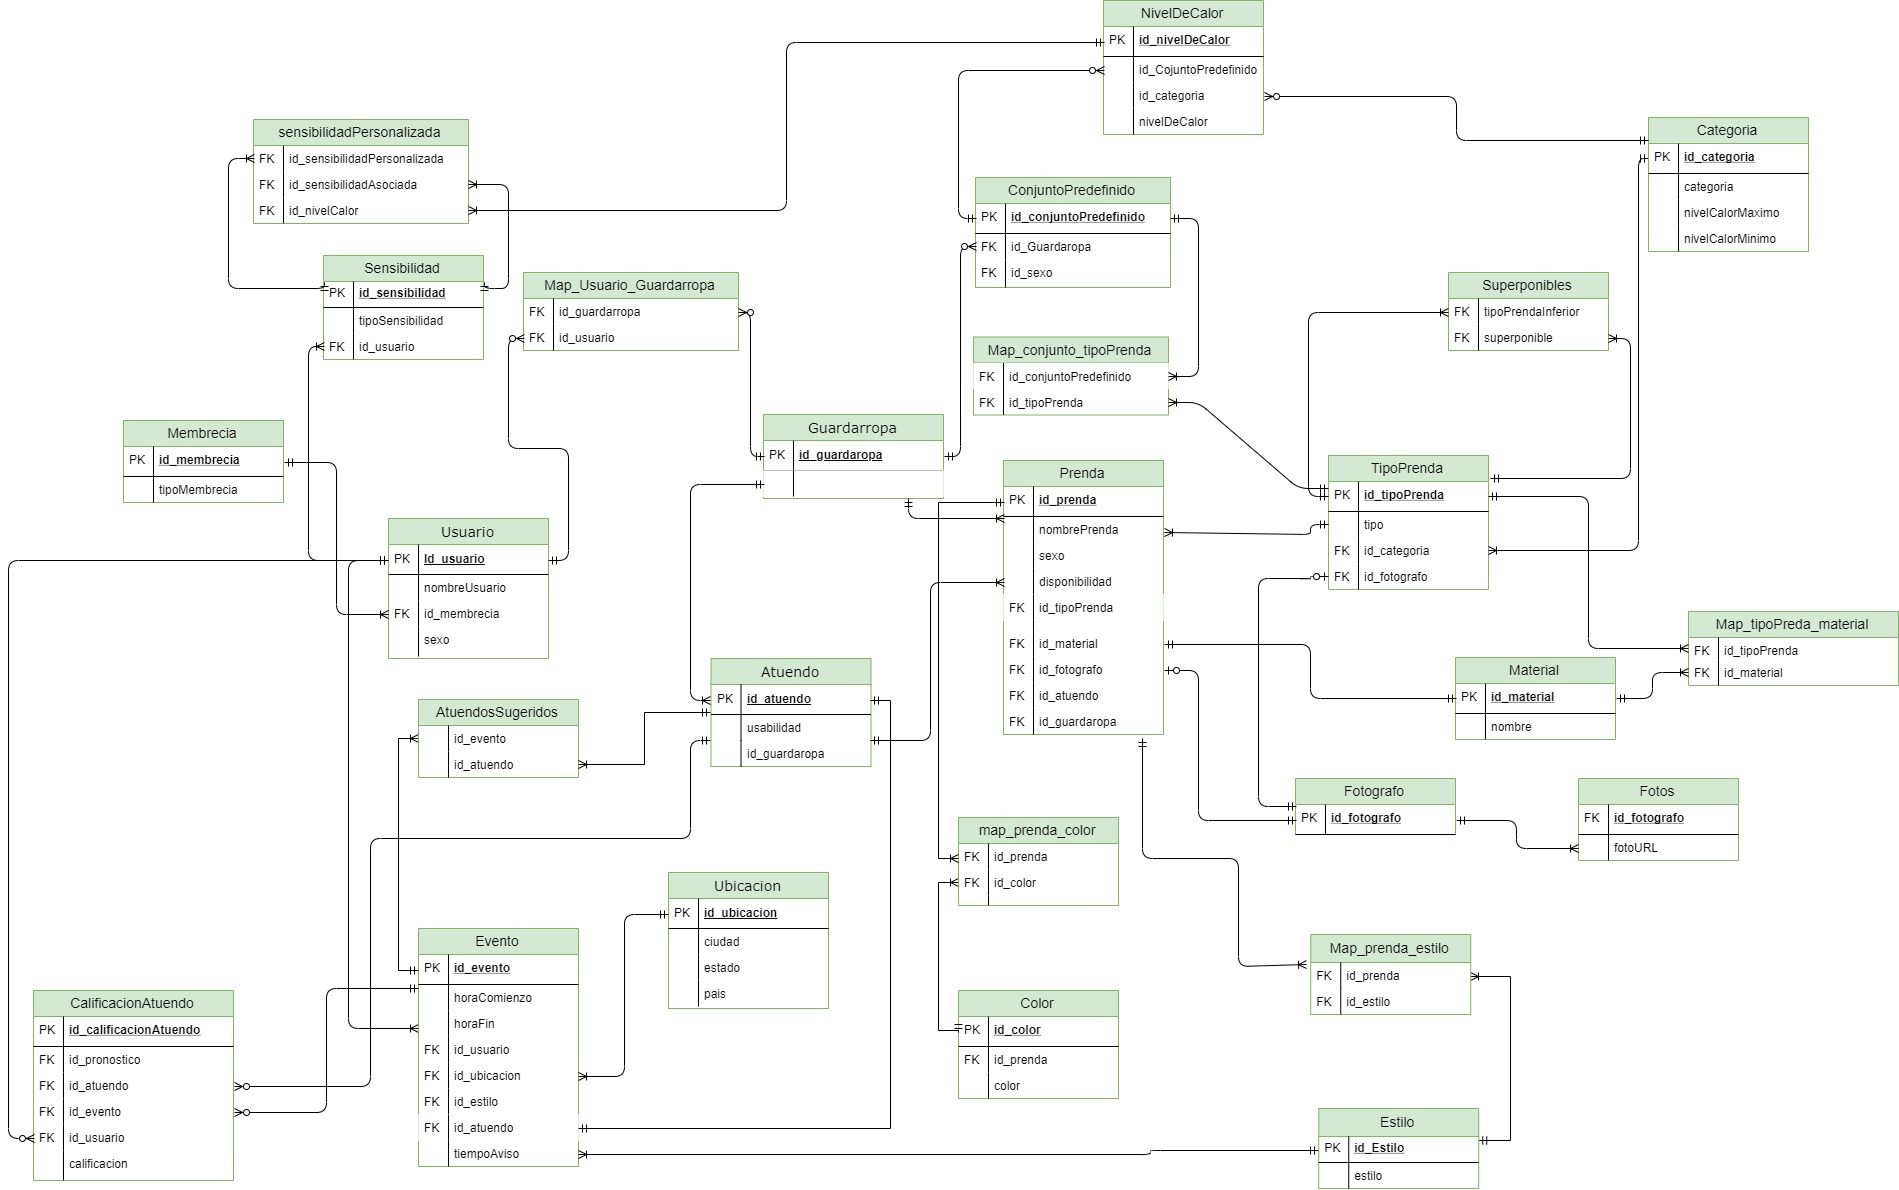 NivelDeCalor
PK id_nivelDeCalor
id_CojuntoPredefinido
id_categoria
nivelDeCalor
sensibilidadPersonalizada
FK id_sensibilidadPersonalizada
FK id_sensibilidadAsociada
FK id_nivelCalor
Categoria
PK id_categoria
categoria
nivelCalorMaximo
nivelCalorMinimo
ConjuntoPredefinido
PK id_conjuntoPredefinido
FK id_Guardaropa
FK id_sexo
Sensibilidad
PK id_sensibilidad
tipoSensibilidad
FK id_usuario
Map_Usuario_Guardarropa
FK id_guardarropa
FK id_usuario
Superponibles
FK tipoPrendaInferior
FK superponible
Map_conjunto_tipoPrenda
FK id_conjuntoPredefinido
FK id_tipoPrenda
Membrecia
PK id_membrecia
tipoMembrecia
Guardarropa
PK id_guardaropa
Prenda
PK id_prenda
nombrePrenda
sexo
disponibilidad
FK id_tipoPrenda
FK id_material
FK id_fotografo
FK id_atuendo
FK id_guardaropa
TipoPrenda
PK id_tipoPrenda
tipo
FK id_categoria
FK id_fotografo
Usuario
PK Id_usuario
nombreUsuario
FK id_membrecia
sexo
Map_tipoPreda_material
FK id_tipoPrenda
FK id_material
Atuendo
PK id_atuendo
usabilidad
id_guardaropa
Material
PK id_material
nombre
AtuendosSugeridos
id_evento
id_atuendo
Fotografo
PK id_fotografo
Fotos
FK id_fotografo
fotoURL
map_prenda_color
FK id_prenda
FK id_color
Ubicacion
PK id_ubicacion
ciudad
estado
pais
Evento
PK id_evento
horaComienzo
horaFin
FK id_usuario
FK id_ubicacion
FK id_estilo
FK id_atuendo
tiempoAviso
Map_prenda_estilo
FK id_prenda
FK id_estilo
CalificacionAtuendo
PK id_calificacionAtuendo
FK id_pronostico
FK id_atuendo
FK id_evento
FK id_usuario
calificacion
Color
PK id_color
FK id_prenda
color
Estilo
PK id_Estilo
estilo